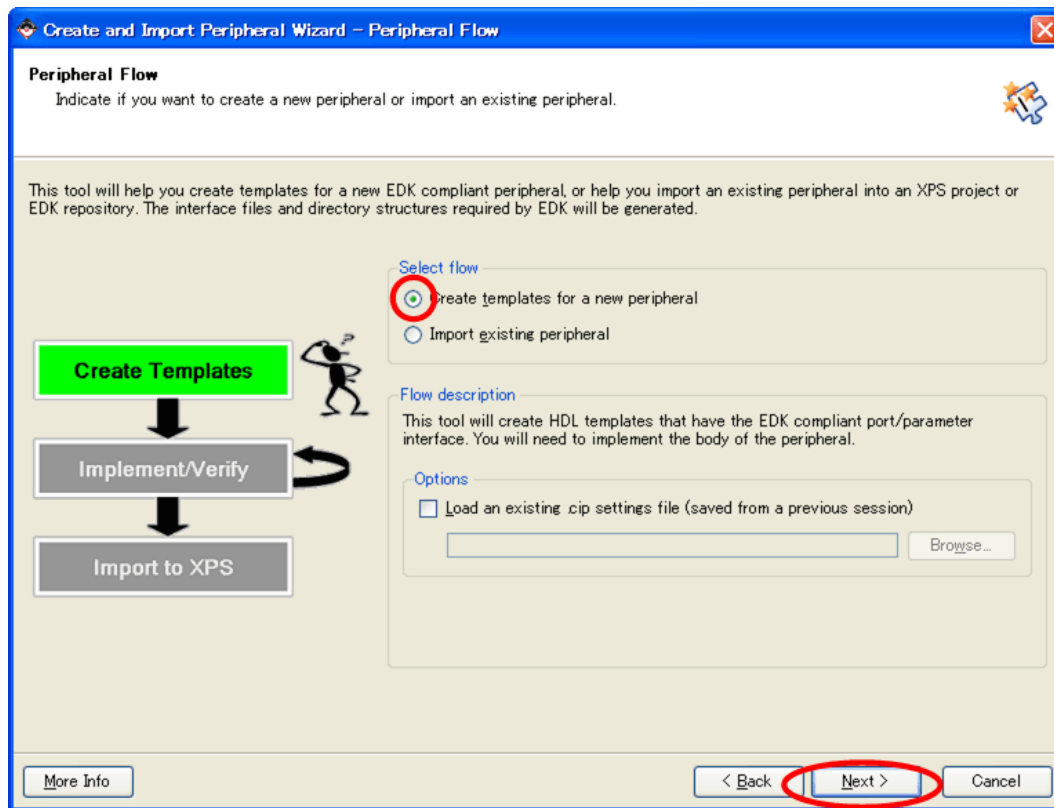 Create and Import Peripheral Wizard - Peripheral Flow
Peripheral Flow
Indicate if you want to create a new peripheral or import an existing peripheral.
This tool will help you create templates for a new EDK compliant peripheral, or help you import an existing peripheral into an XPS project or
EDK repository. The interface files and directory structures required by EDK will be generated.
Select flow
Create templates for a new peripheral
Import existing peripheral
Create Templates
Implement/Verify
Import to XPS
Flow description
This tool will create HDL templates that have the EDK compliant port/parameter
interface. You will need to implement the body of the peripheral.
Options
Load an existing .cip settings file (saved from a previous session)
Browse...
More Info
< Back
Next >
Cancel